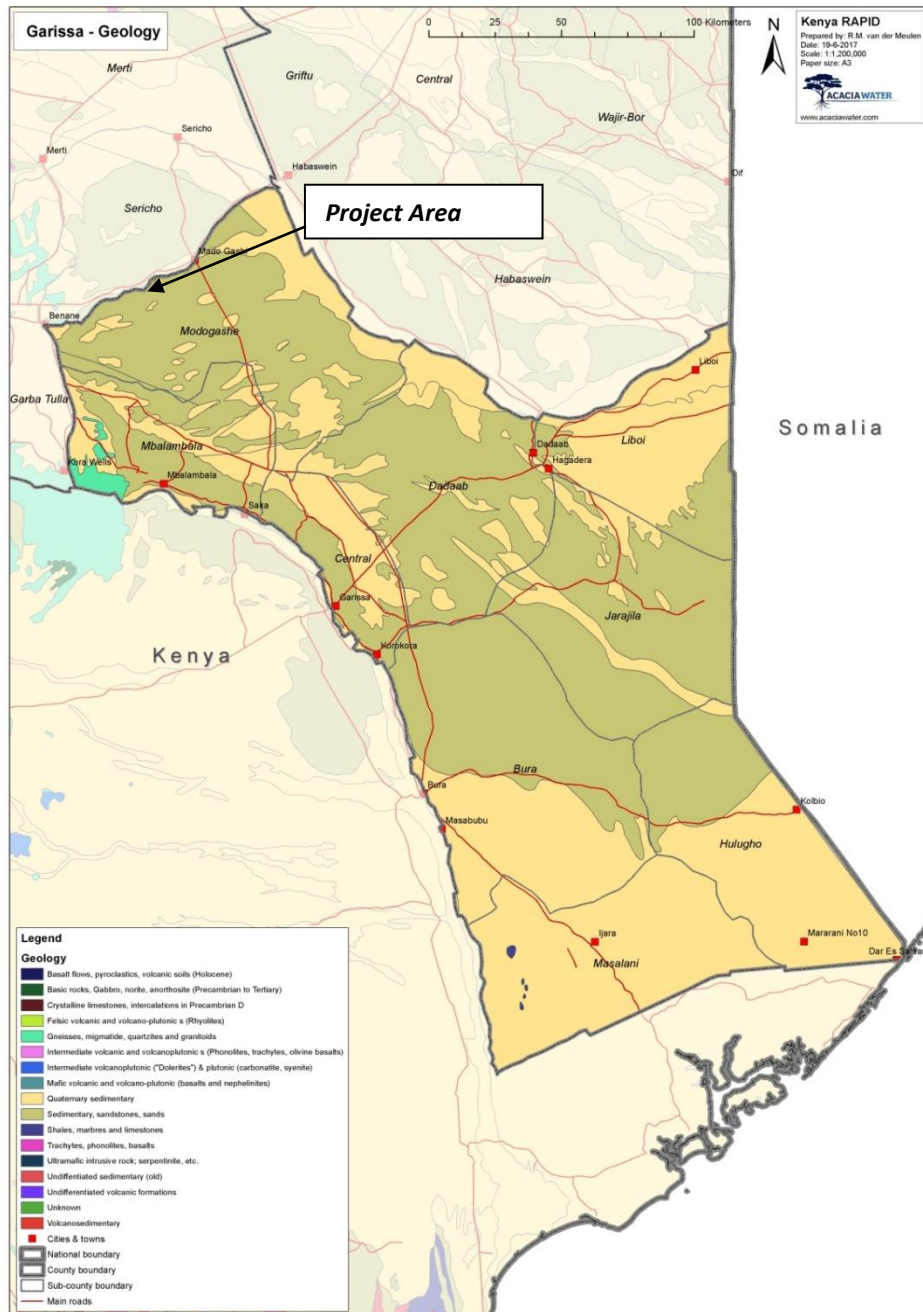 Garissa - Geology
0 25 50 100 Kilometers
N
Kenya RAPID
Prepared by: R.M. van der Meulen
Date: 19-6-2017
Scale: 1:1,200,000
Paper size: A3
ACACIAWATER
www.acaciawater.com
Merti
Griftu
Central
Wajir-Bor
Sericho
Merti
Habaswein
Dif
Sericho
Project Area
Mado Gashi
Habaswein
Benane
Modogashe
Liboi
Garba Tulla
Somalia
Mbalambala
Liboi
Dadaab
Hagadera
Kora Wells
Mbalambala
Dadaab
Saka
Central
Garissa
Jarajila
Korokora
Kenya
Bura
Bura
Kolbio
Masabubu
Hulugho
Ijara
Mararani No10
Masalani
Legend
Geology
Basalt flows, pyroclastics, volcanic soils (Holocene)
Basic rocks, Gabbro, norite, anorthosite (Precambrian to Tertiary)
Crystalline limestones, intercalations in Precambrian D
Felsic volcanic and volcano-plutonic s (Rhyolites)
Gneisses, migmatide, quartzites and granitoids
Intermediate volcanic and volcanoplutonic s (Phonolites, trachytes, olivine basalts)
Intermediate volcanoplutonic ("Dolerites") & plutonic (carbonatite, syenite)
Mafic volcanic and volcano-plutonic (basalts and nephelinites)
Quaternary sedimentary
Sedimentary, sandstones, sands
Shales, marbres and limestones
Trachytes, phonolites, basalts
Ultramafic intrusive rock; serpentinite, etc.
Undiffentiated sedimentary (old)
Undifferentiated volcanic formations
Unknown
Volcanosedimentary
Cities & towns
National boundary
County boundary
Sub-county boundary
Main roads